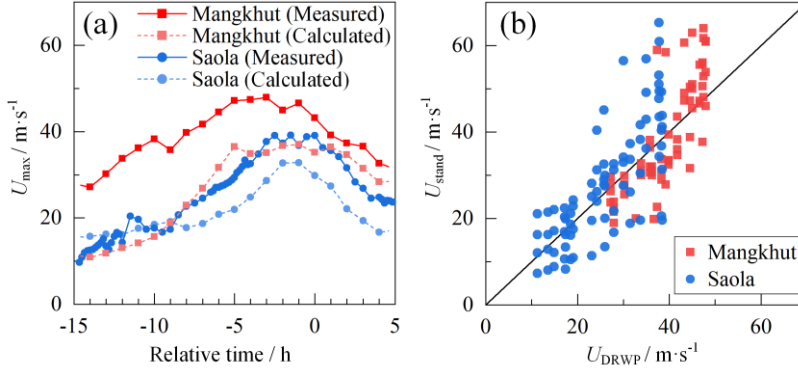 (a)
Mangkhut (Measured)
Mangkhut (Calculated)
Saola (Measured)
Saola (Calculated)
60
40
20
0
Umax / m·s-1
-15
-10
-5
0
5
Relative time / h
(b)
60
40
20
0
Ustand / m·s-1
Mangkhut
Saola
0
20
40
60
UDRWP / m·s-1